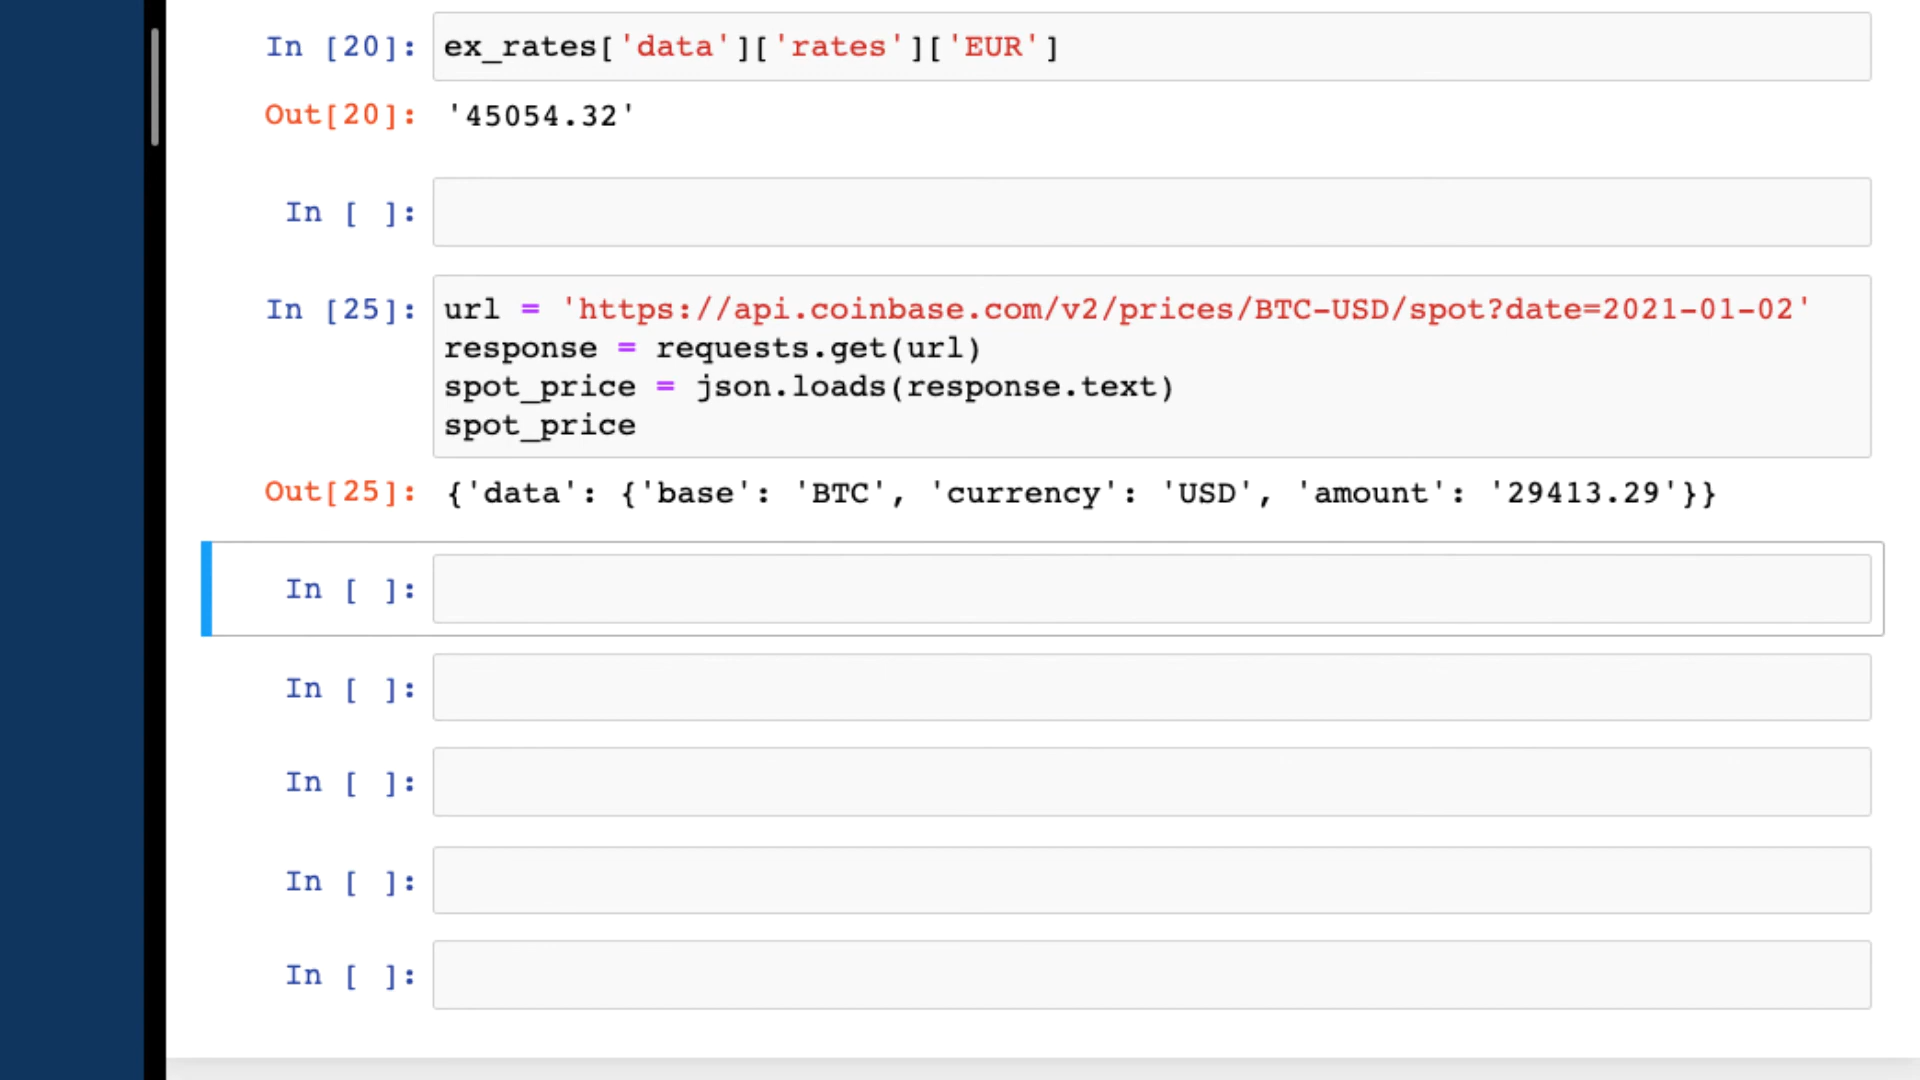 In [20]: ex_rates['data']['rates']['EUR']
Out[20]: '45054.32'
In [ ]:
In [25]: url = 'https://api.coinbase.com/v2/prices/BTC-USD/spot?date=2021-01-02'
response = requests.get(url)
spot_price = json.loads(response.text)
spot_price
Out[25]: {'data': {'base': 'BTC', 'currency': 'USD', 'amount': '29413.29'}}
In [ ]:
In [ ]:
In [ ]:
In [ ]:
In [ ]: